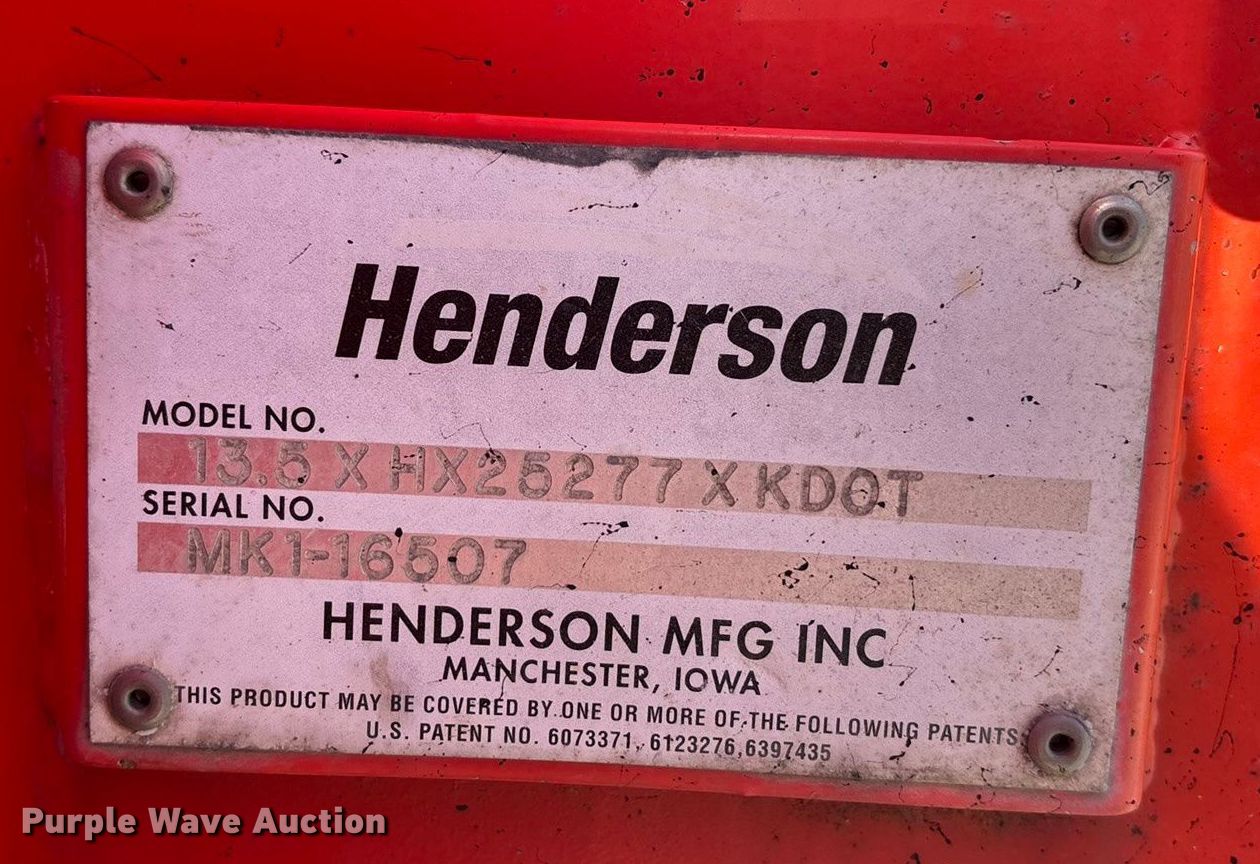 Henderson
MODEL NO.
13.5 X HX25277 X KDOT
SERIAL NO.
MK1-16507
HENDERSON MFG INC
MANCHESTER, IOWA
THIS PRODUCT MAY BE COVERED BY ONE OR MORE OF THE FOLLOWING PATENTS
U.S. PATENT NO. 6073371, 6123276,6397435
Purple Wave Auction